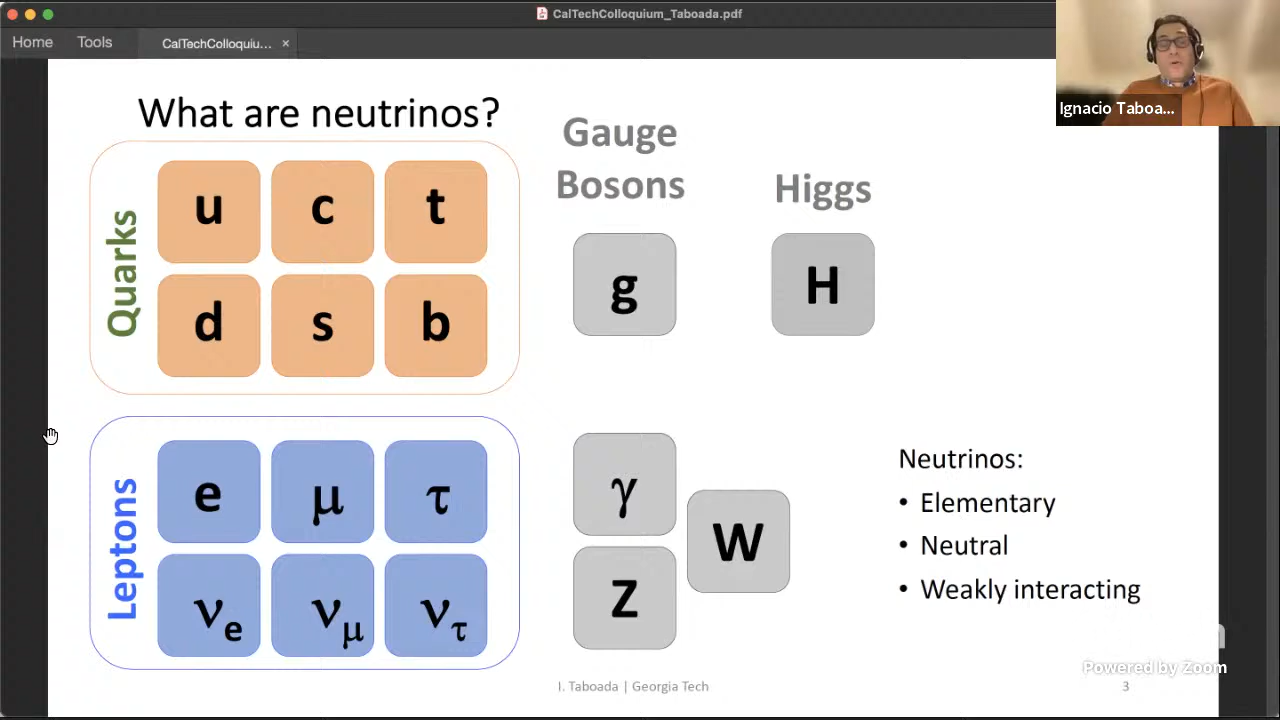 CalTechColloquium_Taboada.pdf
Home Tools CalTechColloquiu... ×
Ignacio Taboa...
What are neutrinos?
Gauge
Bosons
Higgs
Quarks
u c t
d s b
g
H
Leptons
e μ τ
νe νμ ντ
γ
W
Z
Neutrinos:
• Elementary
• Neutral
• Weakly interacting
Powered by Zoom
I. Taboada | Georgia Tech
3